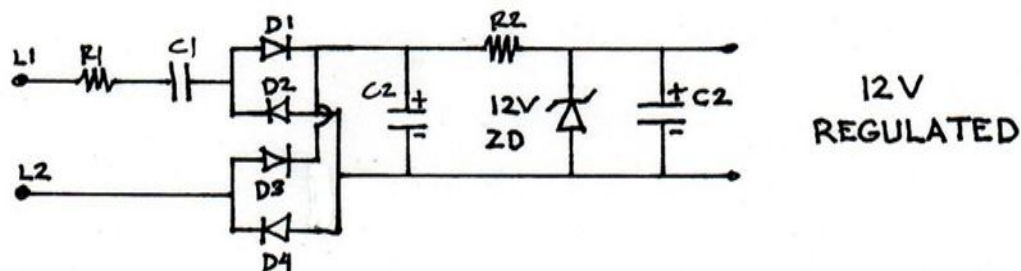 L1
R1
C1
D1
D2
L2
D3
D4
C2
+
-
R2
12V
ZD
+
C2
-
12V
REGULATED